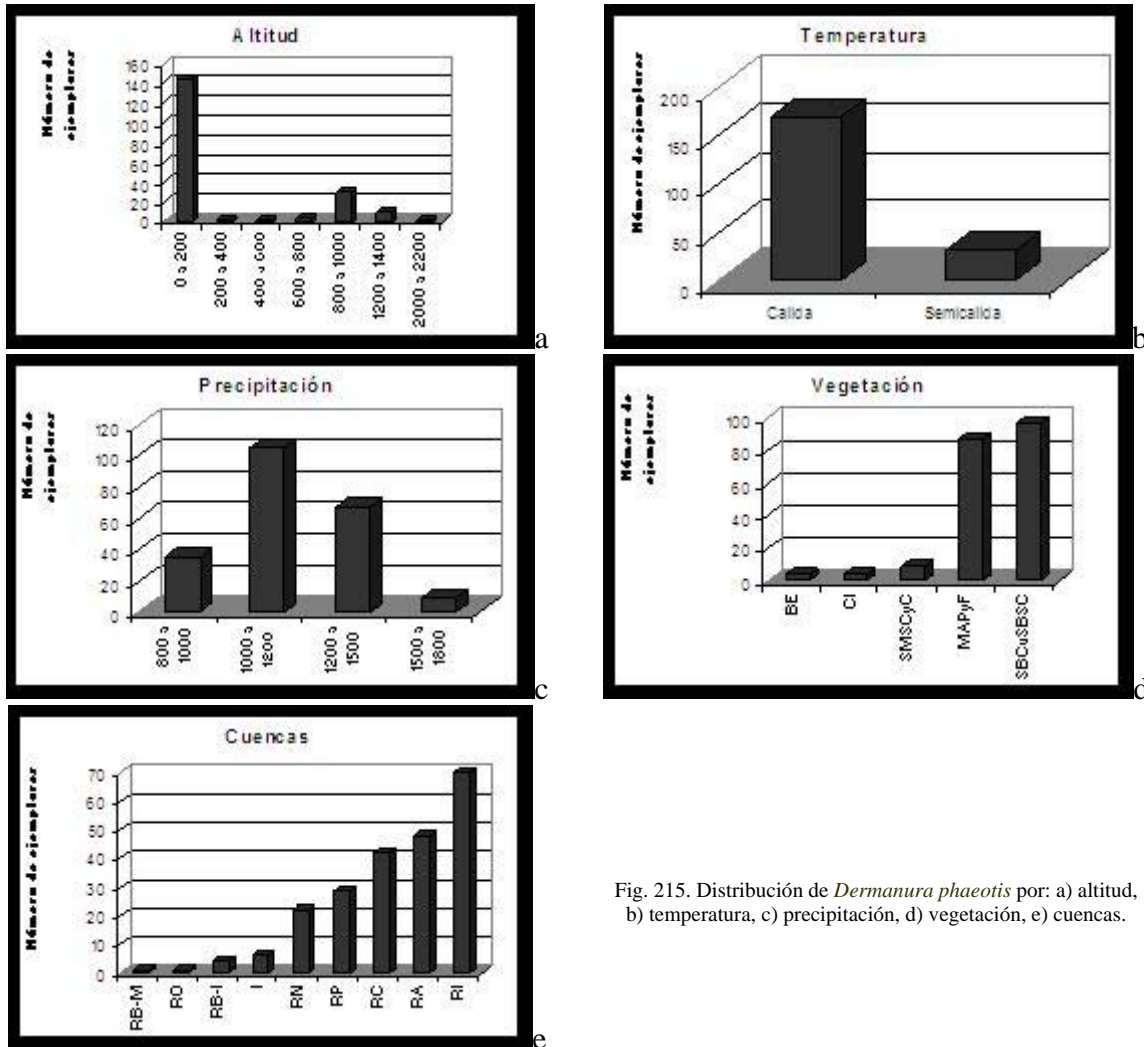 Altitud
Número de
ejemplares
160
140
120
100
80
60
40
20
0
0 a 200
200 a 400
400 a 600
600 a 800
800 a 1000
1200 a 1400
2000 a 2200
a
Temperatura
Número de ejemplares
200
150
100
50
0
Calida
Semicalida
b
Precipitación
Número de
ejemplares
120
100
80
60
40
20
0
800 a
1000
1000 a
1200
1200 a
1500
1500 a
1800
c
Vegetación
Número de
ejemplares
100
80
60
40
20
0
BE
CI
SMSCyC
MAPyF
SBCuSBSC
d
Cuencas
Número de ejemplares
70
60
50
40
30
20
10
0
RB-M
RO
RB-I
I
RN
RP
RC
RA
RI
e
Fig. 215. Distribución de Dermanura phaeotis por: a) altitud,
b) temperatura, c) precipitación, d) vegetación, e) cuencas.